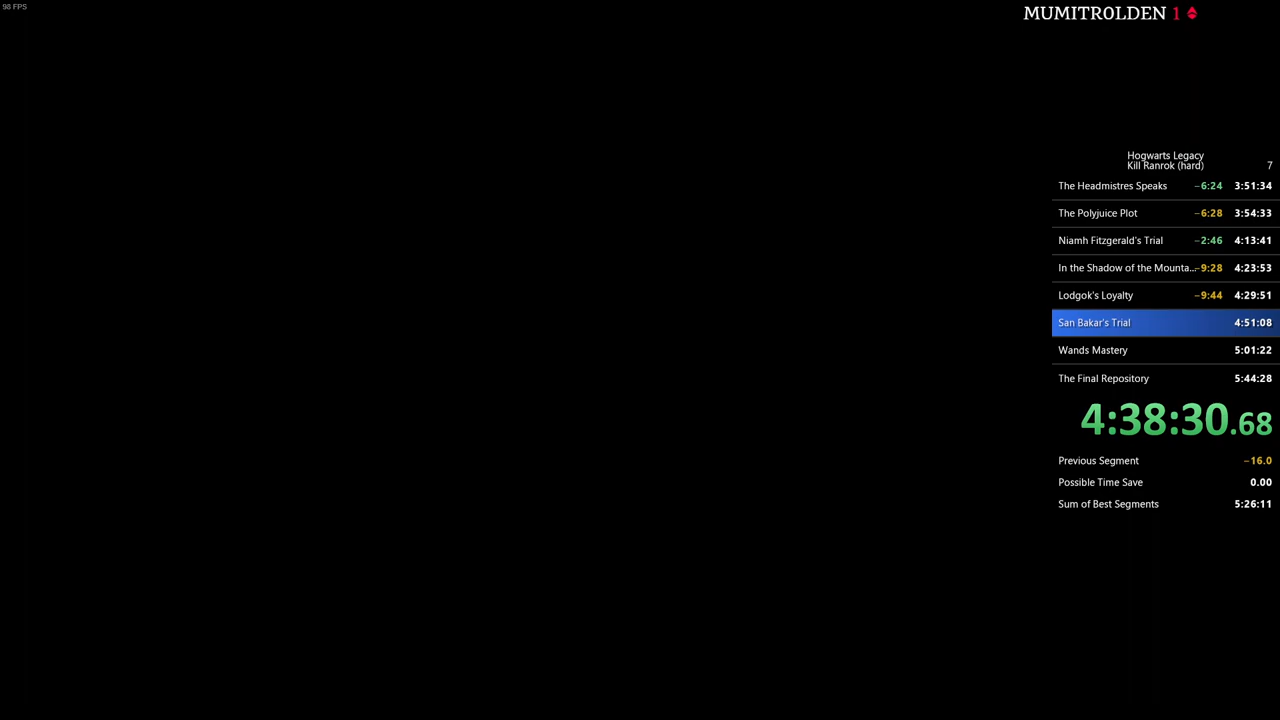 98 FPS
MUMITROLDEN 1
Hogwarts Legacy
Kill Ranrok (hard) 7
The Headmistres Speaks -6:24 3:51:34
The Polyjuice Plot -6:28 3:54:33
Niamh Fitzgerald's Trial -2:46 4:13:41
In the Shadow of the Mounta... -9:28 4:23:53
Lodgok's Loyalty -9:44 4:29:51
San Bakar's Trial 4:51:08
Wands Mastery 5:01:22
The Final Repository 5:44:28
4:38:30.68
Previous Segment -16.0
Possible Time Save 0.00
Sum of Best Segments 5:26:11